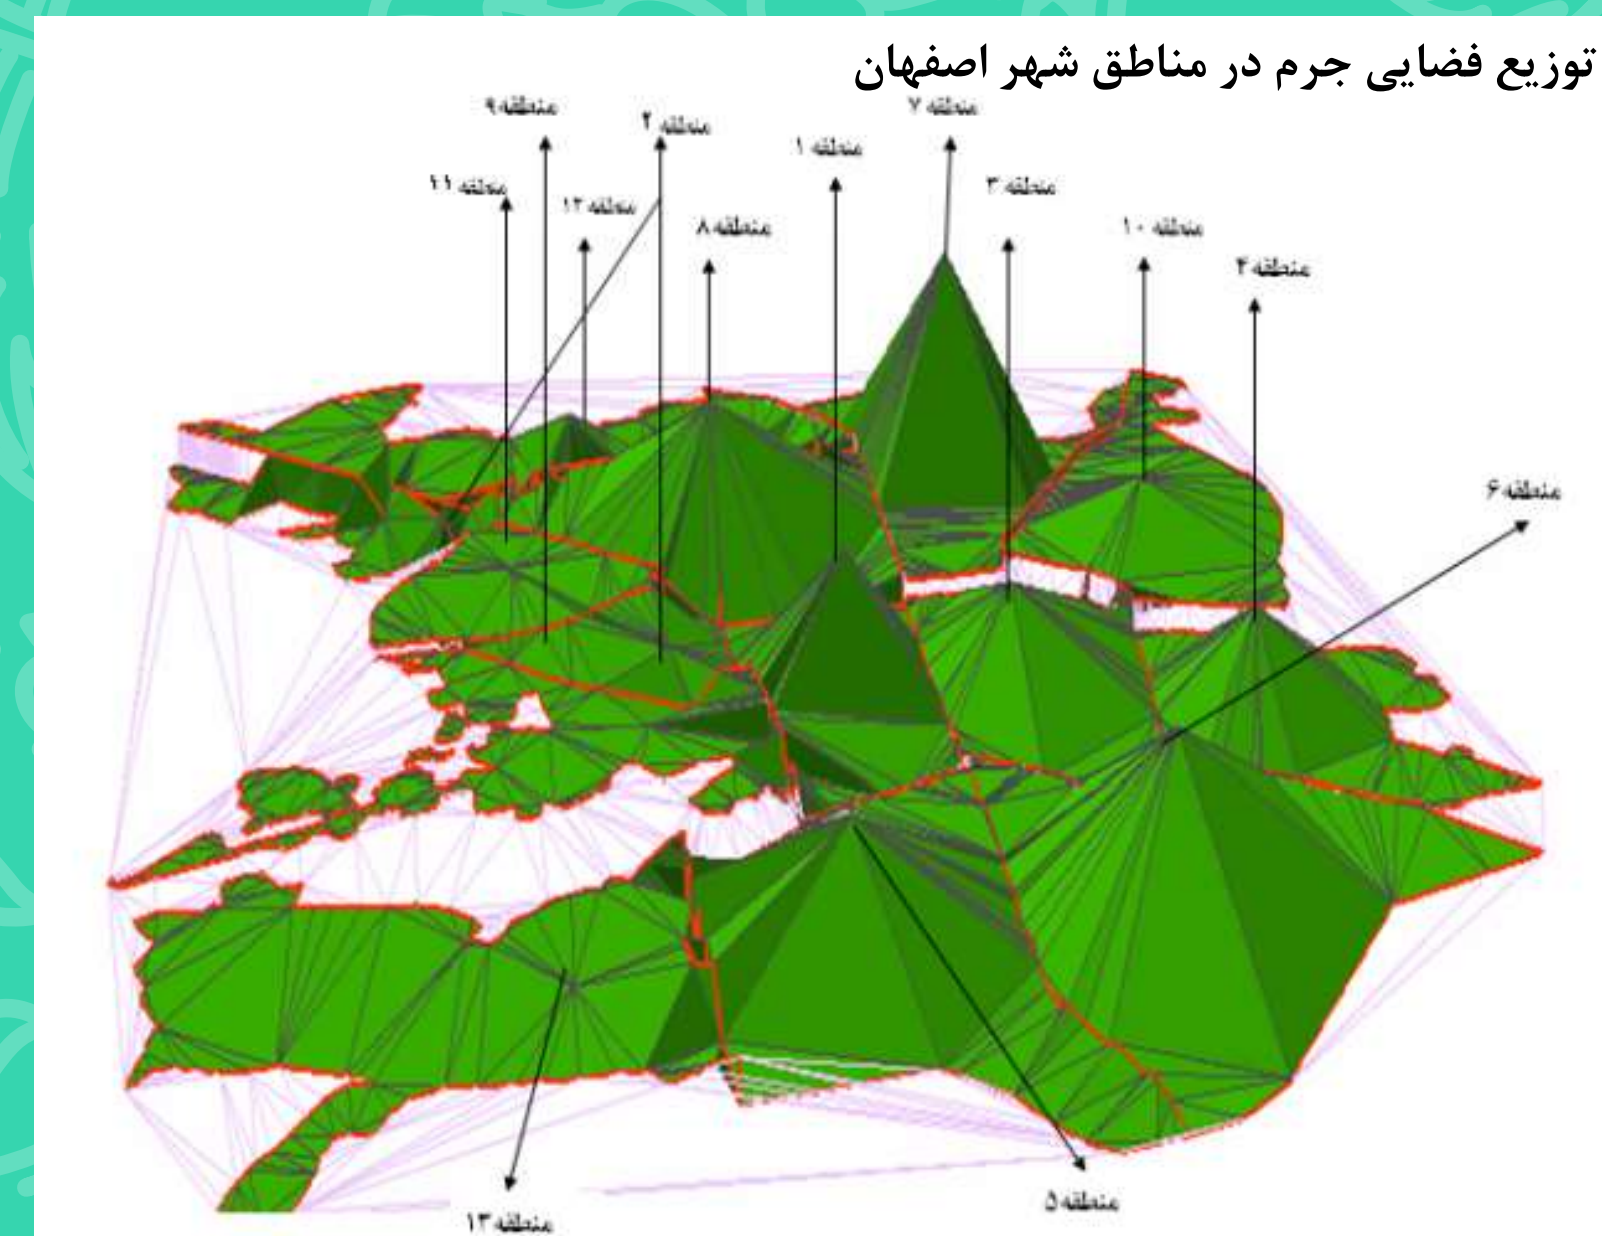 توزیع فضایی جرم در مناطق شهر اصفهان
منطقه ۷
منطقه ۹
منطقه ۲
منطقه ۱
منطقه ۳
منطقه ۱۱
منطقه ۱۲
منطقه ۸
منطقه ۱۰
منطقه ۴
منطقه ۶
منطقه ۵
منطقه ۱۳